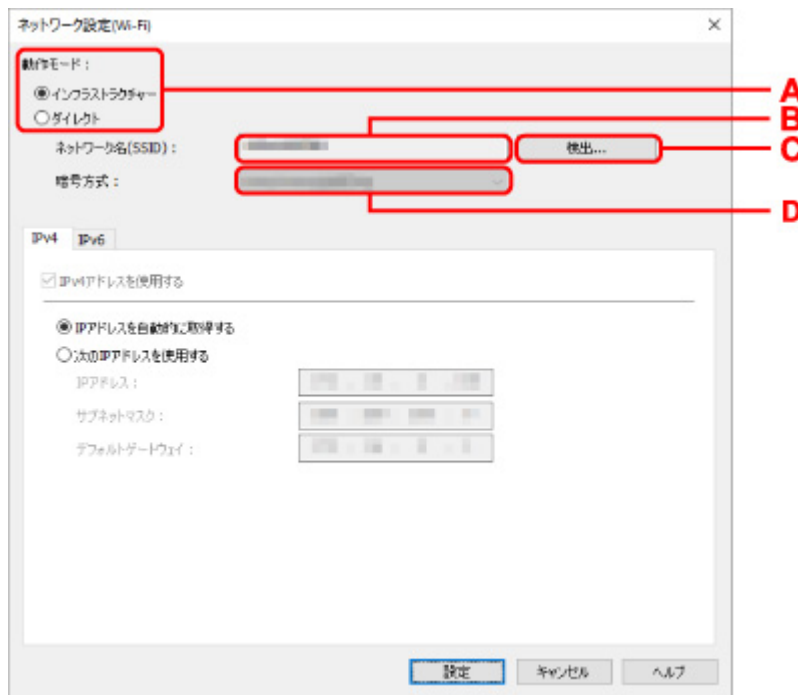 ネットワーク設定(Wi-Fi)
動作モード：
インフラストラクチャー
A
ダイレクト
B
ネットワーク名(SSID)：
検出...
C
暗号方式：
D
IPv4 IPv6
IPv4アドレスを使用する
IPアドレスを自動的に取得する
次のIPアドレスを使用する
IPアドレス：
サブネットマスク：
デフォルトゲートウェイ：
設定 キャンセル ヘルプ